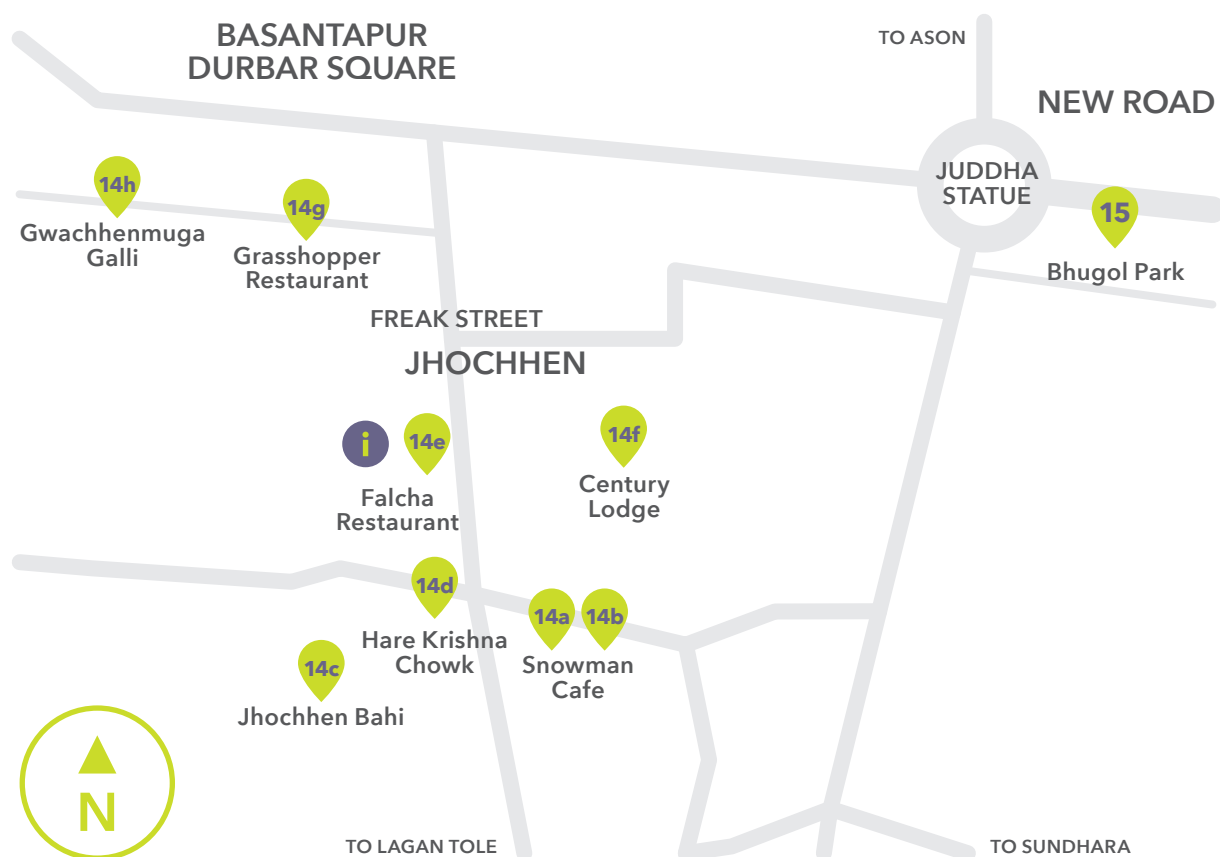 BASANTAPUR
DURBAR SQUARE
TO ASON
NEW ROAD
JUDDHA
STATUE
14h
Gwachhenmuga
Galli
14g
Grasshopper
Restaurant
15
Bhugol Park
FREAK STREET
JHOCHHEN
i
14e
Falcha
Restaurant
14f
Century
Lodge
14d
Hare Krishna
Chowk
14a
14b
Snowman
Cafe
14c
Jhochhen Bahi
N
TO LAGAN TOLE
TO SUNDHARA